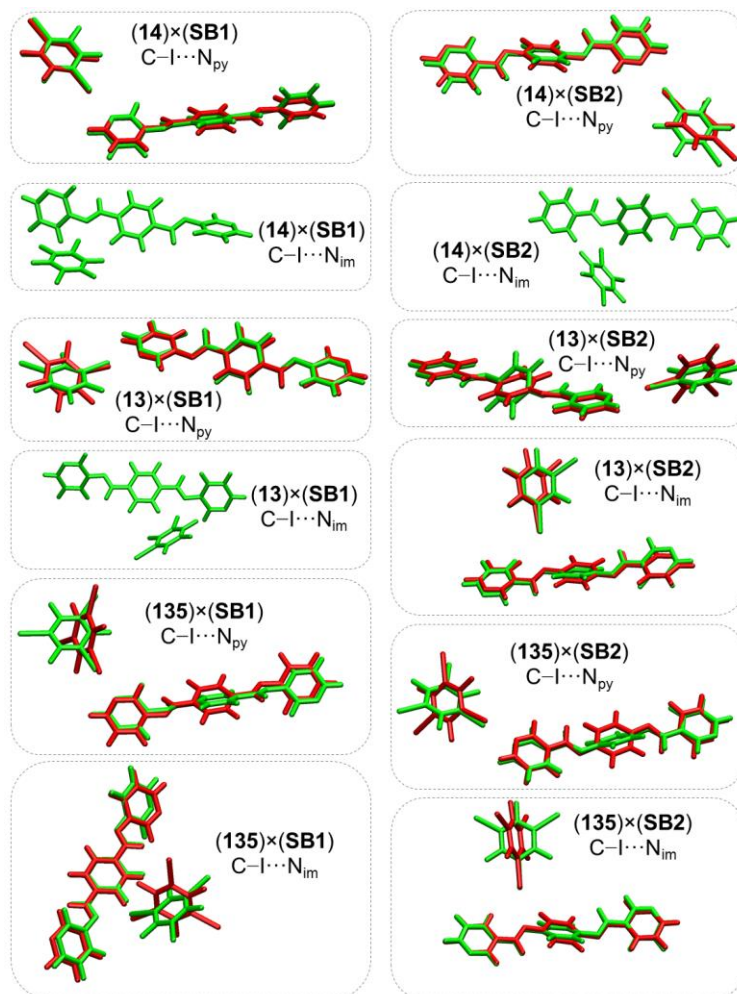 (14)×(SB1)
C–I···Npy
(14)×(SB2)
C–I···Npy
(14)×(SB1)
C–I···Nim
(14)×(SB2)
C–I···Nim
(13)×(SB1)
C–I···Npy
(13)×(SB2)
C–I···Npy
(13)×(SB1)
C–I···Nim
(13)×(SB2)
C–I···Nim
(135)×(SB1)
C–I···Npy
(135)×(SB2)
C–I···Npy
(135)×(SB1)
C–I···Nim
(135)×(SB2)
C–I···Nim